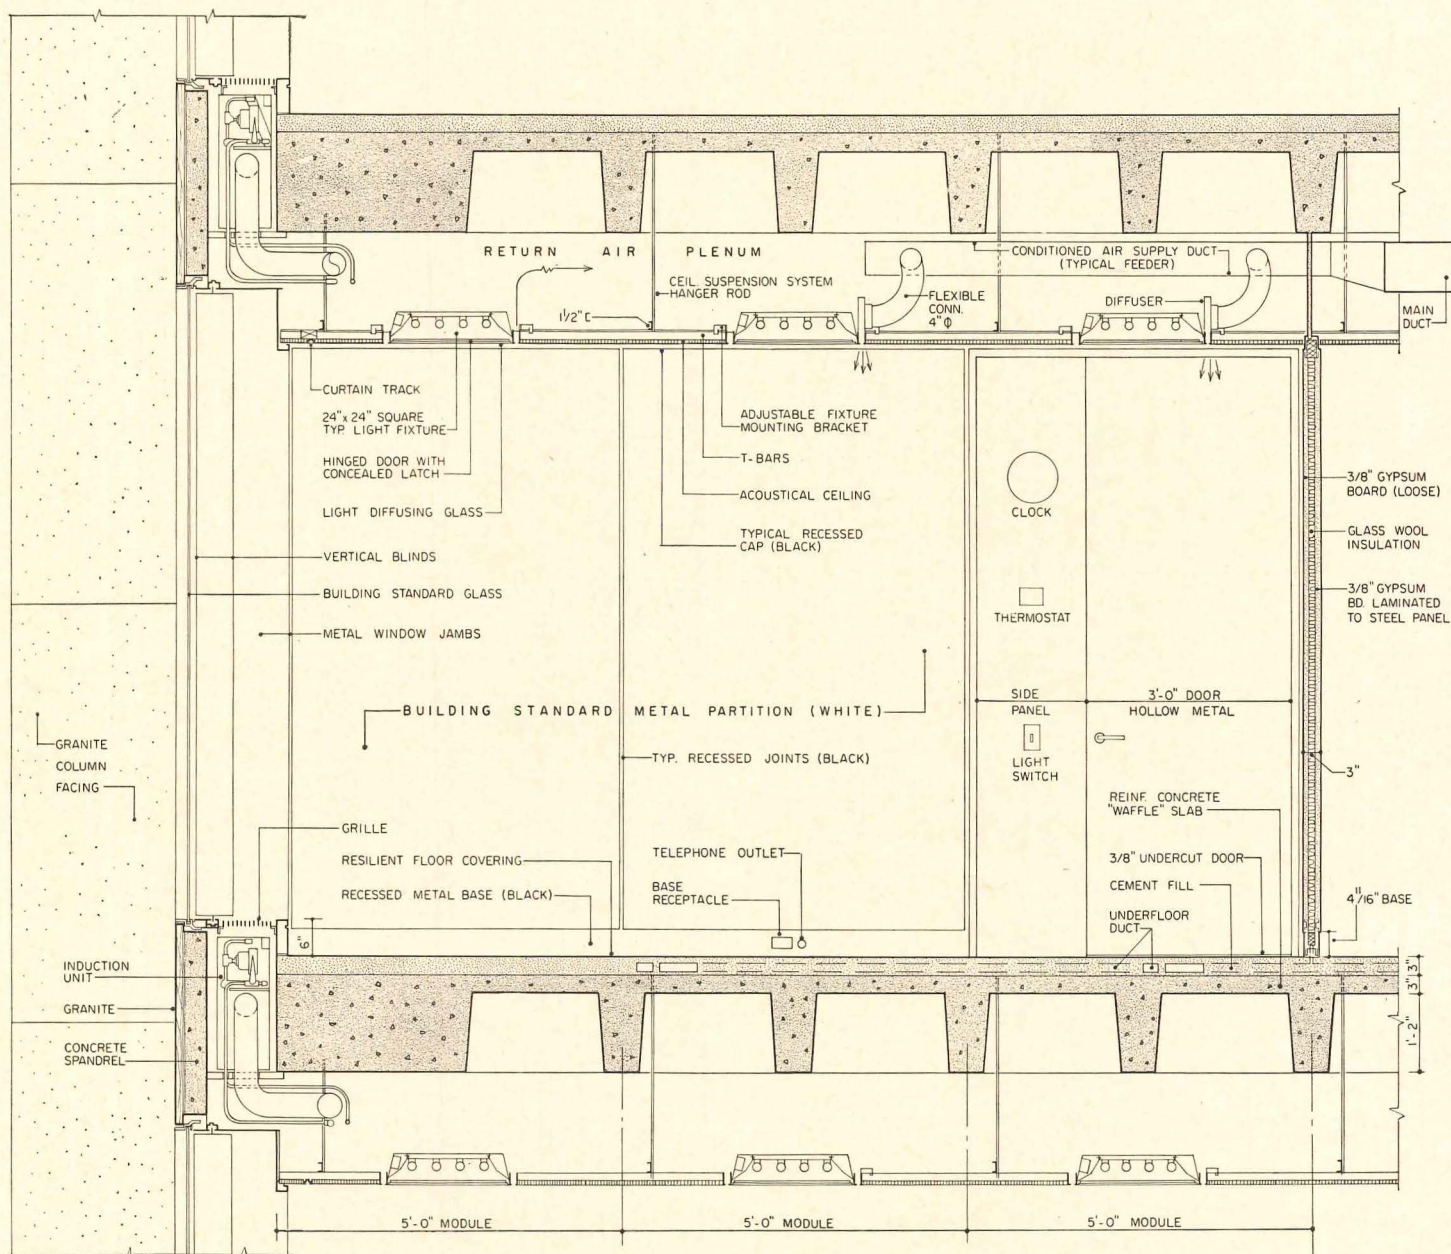 RETURN AIR PLENUM
CEIL. SUSPENSION SYSTEM
HANGER ROD
1 1/2" C
CONDITIONED AIR SUPPLY DUCT
(TYPICAL FEEDER)
FLEXIBLE
CONN.
4" Φ
DIFFUSER
MAIN
DUCT
CURTAIN TRACK
24" x 24" SQUARE
TYP. LIGHT FIXTURE
HINGED DOOR WITH
CONCEALED LATCH
LIGHT DIFFUSING GLASS
VERTICAL BLINDS
BUILDING STANDARD GLASS
METAL WINDOW JAMBS
ADJUSTABLE FIXTURE
MOUNTING BRACKET
T-BARS
ACOUSTICAL CEILING
TYPICAL RECESSED
CAP (BLACK)
CLOCK
THERMOSTAT
3/8" GYPSUM
BOARD (LOOSE)
GLASS WOOL
INSULATION
3/8" GYPSUM
BD. LAMINATED
TO STEEL PANEL
BUILDING STANDARD METAL PARTITION (WHITE)
SIDE
PANEL
3'-0" DOOR
HOLLOW METAL
LIGHT
SWITCH
TYP. RECESSED JOINTS (BLACK)
3"
GRANITE
COLUMN
FACING
GRILLE
RESILIENT FLOOR COVERING
RECESSED METAL BASE (BLACK)
6"
TELEPHONE OUTLET
BASE
RECEPTACLE
REINF. CONCRETE
"WAFFLE" SLAB
3/8" UNDERCUT DOOR
CEMENT FILL
UNDERFLOOR
DUCT
4 11/16" BASE
3"
3"
1'-2"
INDUCTION
UNIT
GRANITE
CONCRETE
SPANDREL
5'-0" MODULE
5'-0" MODULE
5'-0" MODULE